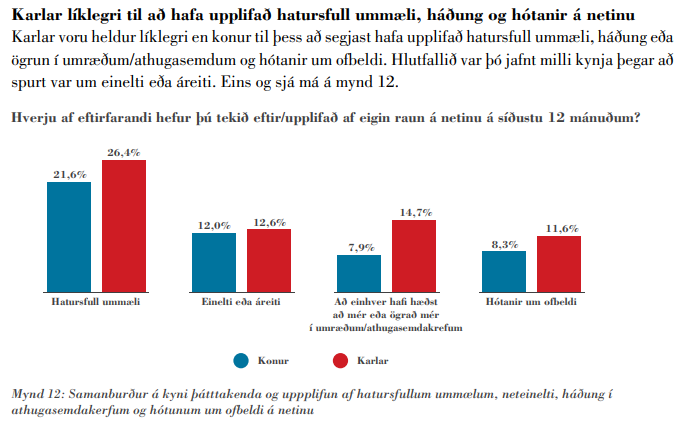 Karlar líklegri til að hafa upplifað hatursfull ummæli, háðung og hótanir á netinu
Karlar voru heldur líklegri en konur til þess að segjast hafa upplifað hatursfull ummæli, háðung eða
ögrun í umræðum/athugasemdum og hótanir um ofbeldi. Hlutfallið var þó jafnt milli kynja þegar að
spurt var um einelti eða áreiti. Eins og sjá má á mynd 12.
Hverju af eftirfarandi hefur þú tekið eftir/upplifað af eigin raun á netinu á síðustu 12 mánuðum?
21,6%
26,4%
12,0%
12,6%
7,9%
14,7%
8,3%
11,6%
Hatursfull ummæli
Einelti eða áreiti
Að einhver hafi hæðst
að mér eða ögrað mér
í umræðum/athugasemdakrefum
Hótanir um ofbeldi
Konur
Karlar
Mynd 12: Samanburður á kyni þátttakenda og uppplifun af hatursfullum ummælum, neteinelti, háðung í
athugasemdakerfum og hótunum um ofbeldi á netinu